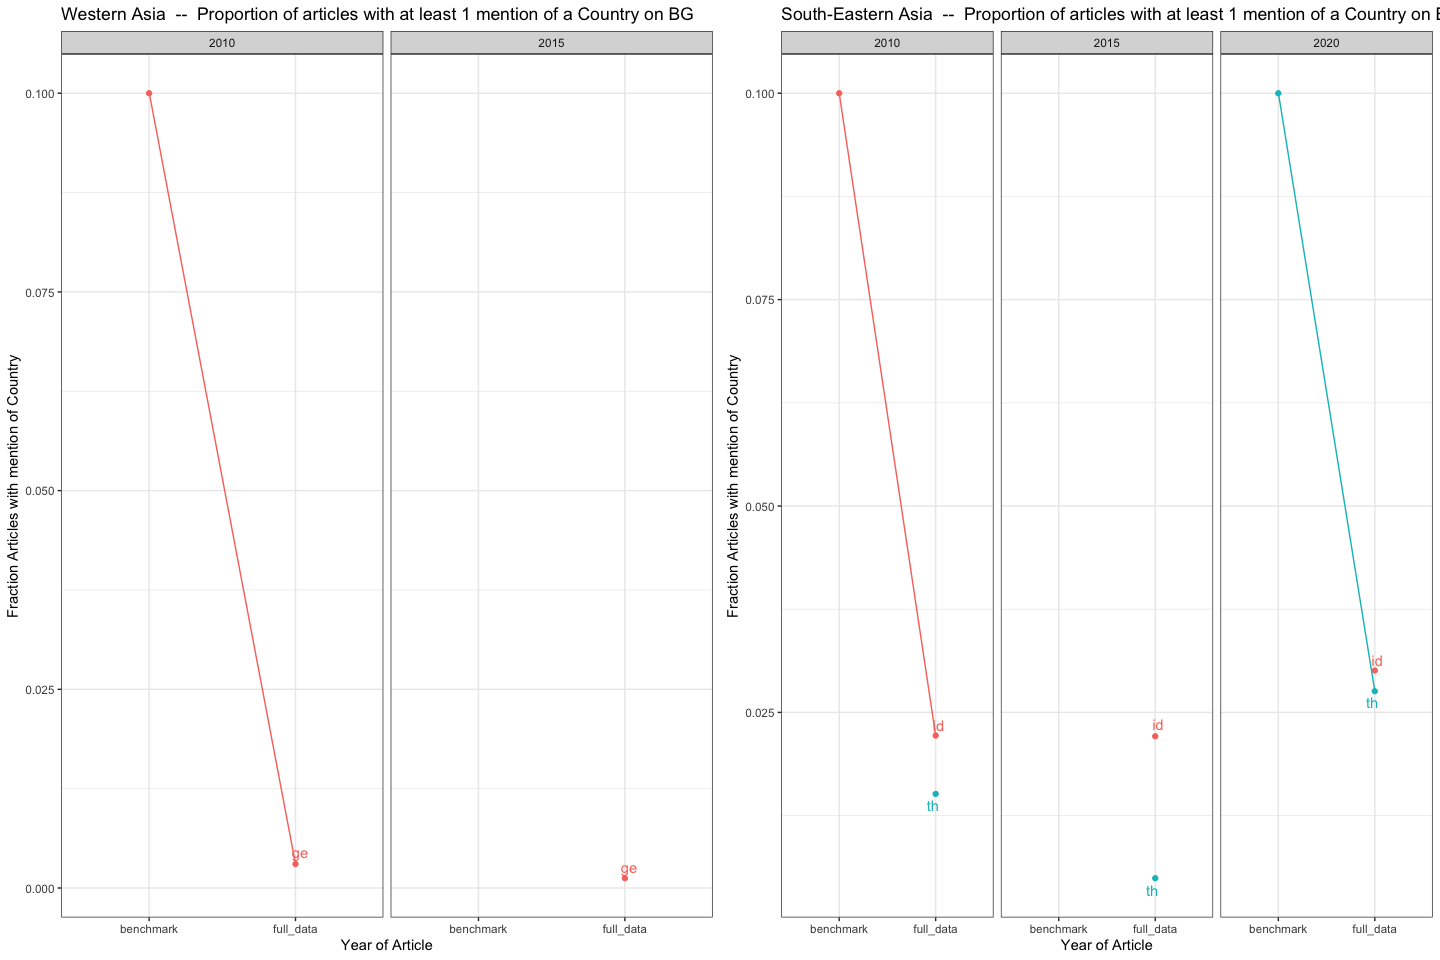 Western Asia -- Proportion of articles with at least 1 mention of a Country on BG
2010
2015
0.100
0.075
0.050
0.025
0.000
Fraction Articles with mention of Country
ge
ge
benchmark
full_data
benchmark
full_data
Year of Article
South-Eastern Asia -- Proportion of articles with at least 1 mention of a Country on
2010
2015
2020
0.100
0.075
0.050
0.025
Fraction Articles with mention of Country
id
th
id
th
id
th
benchmark
full_data
benchmark
full_data
benchmark
full_data
Year of Article